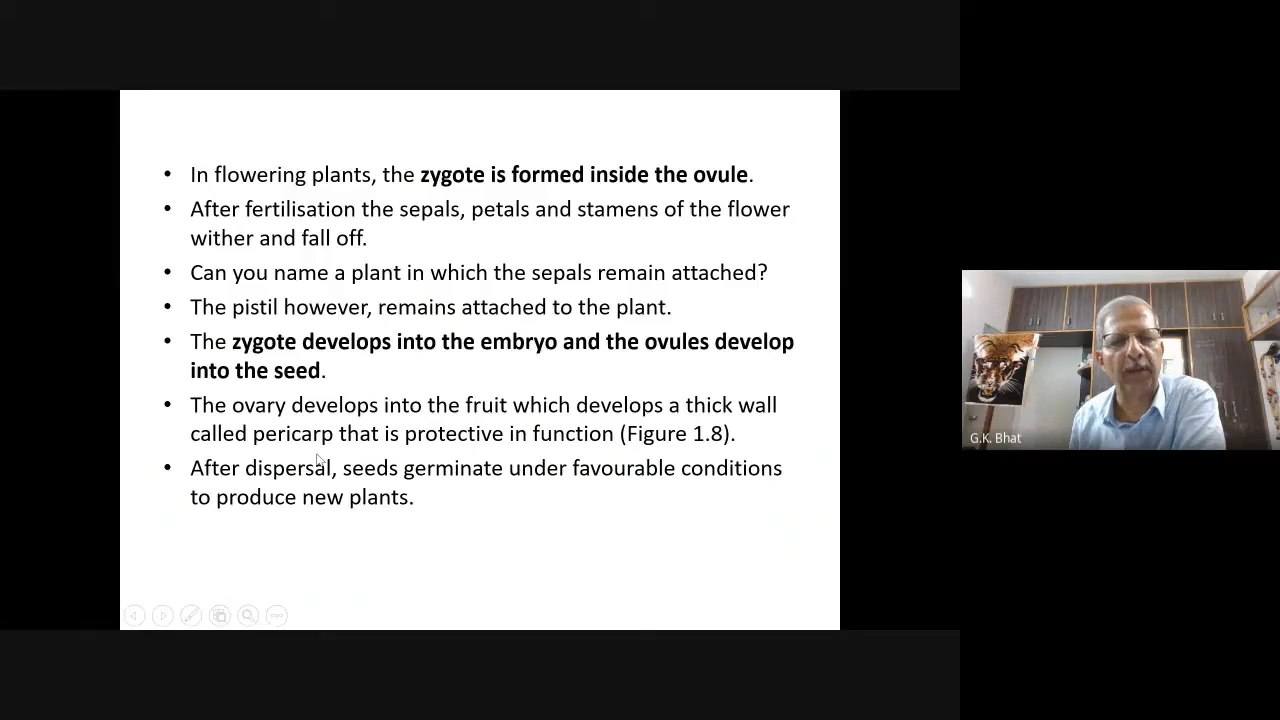 • In flowering plants, the zygote is formed inside the ovule.
• After fertilisation the sepals, petals and stamens of the flower
wither and fall off.
• Can you name a plant in which the sepals remain attached?
• The pistil however, remains attached to the plant.
• The zygote develops into the embryo and the ovules develop
into the seed.
• The ovary develops into the fruit which develops a thick wall
called pericarp that is protective in function (Figure 1.8).
• After dispersal, seeds germinate under favourable conditions
to produce new plants.
G.K. Bhat